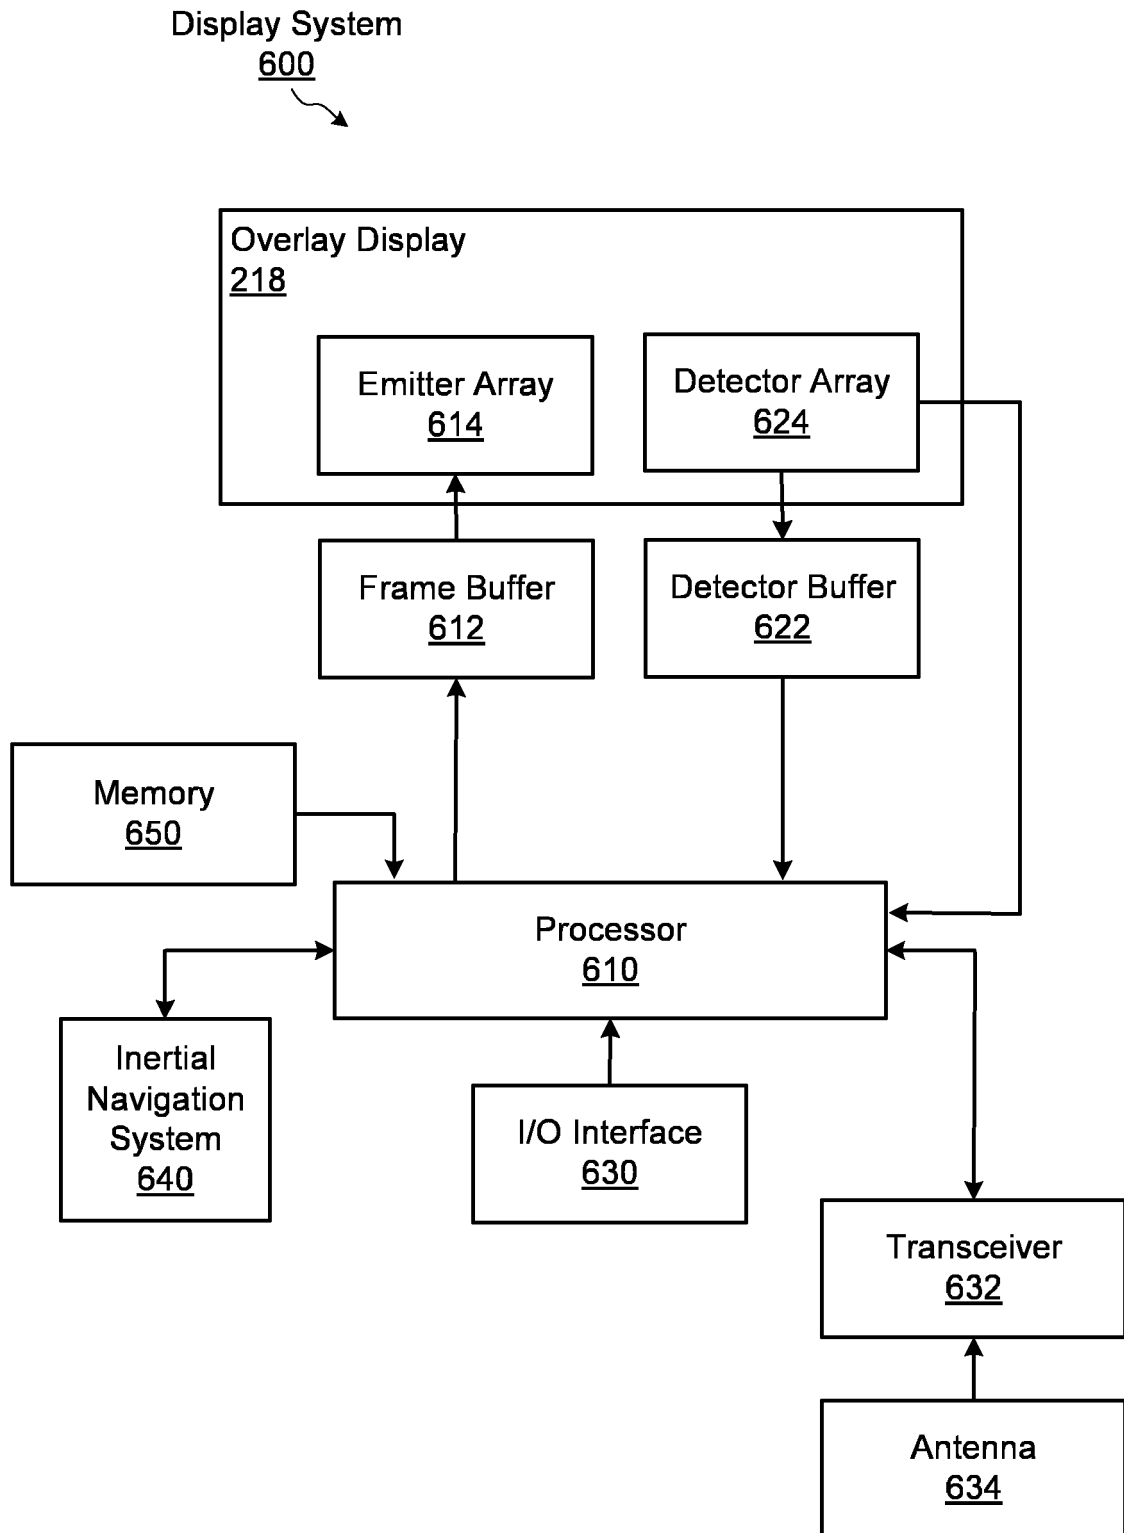 Display System
600
Overlay Display
218
Emitter Array
614
Detector Array
624
Frame Buffer
612
Detector Buffer
622
Memory
650
Processor
610
Inertial
Navigation
System
640
I/O Interface
630
Transceiver
632
Antenna
634